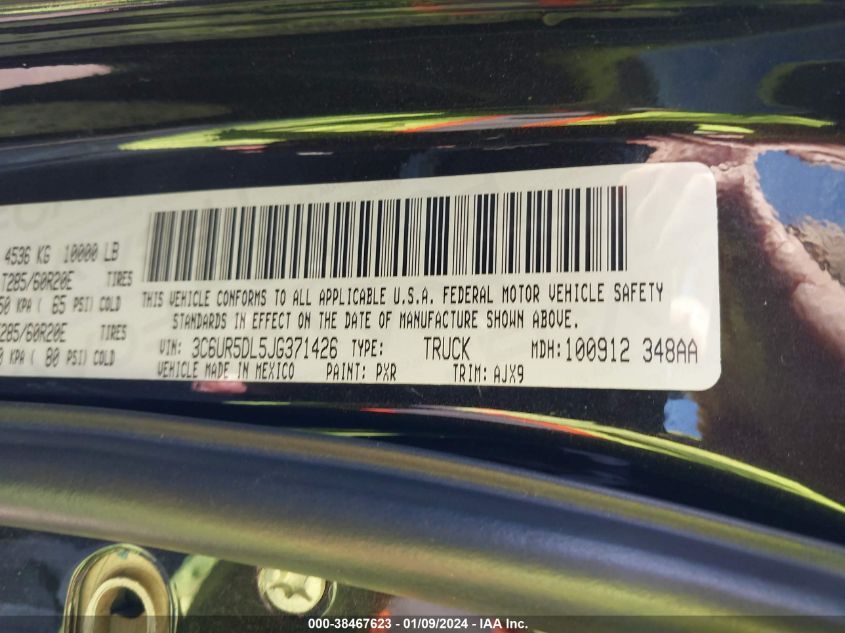 4536 KG 10000 LB
T285/60R20E TIRES
50 KPA ( 65 PSI) COLD
285/60R20E TIRES
KPA ( 80 PSI) COLD
THIS VEHICLE CONFORMS TO ALL APPLICABLE U.S.A. FEDERAL MOTOR VEHICLE SAFETY
STANDARDS IN EFFECT ON THE DATE OF MANUFACTURE SHOWN ABOVE.
VIN: 3C6UR5DL5JG371426 TYPE: TRUCK MDH: 100912 348AA
VEHICLE MADE IN MEXICO PAINT: PXR TRIM: AJX9
000-38467623 - 01/09/2024 - IAA Inc.